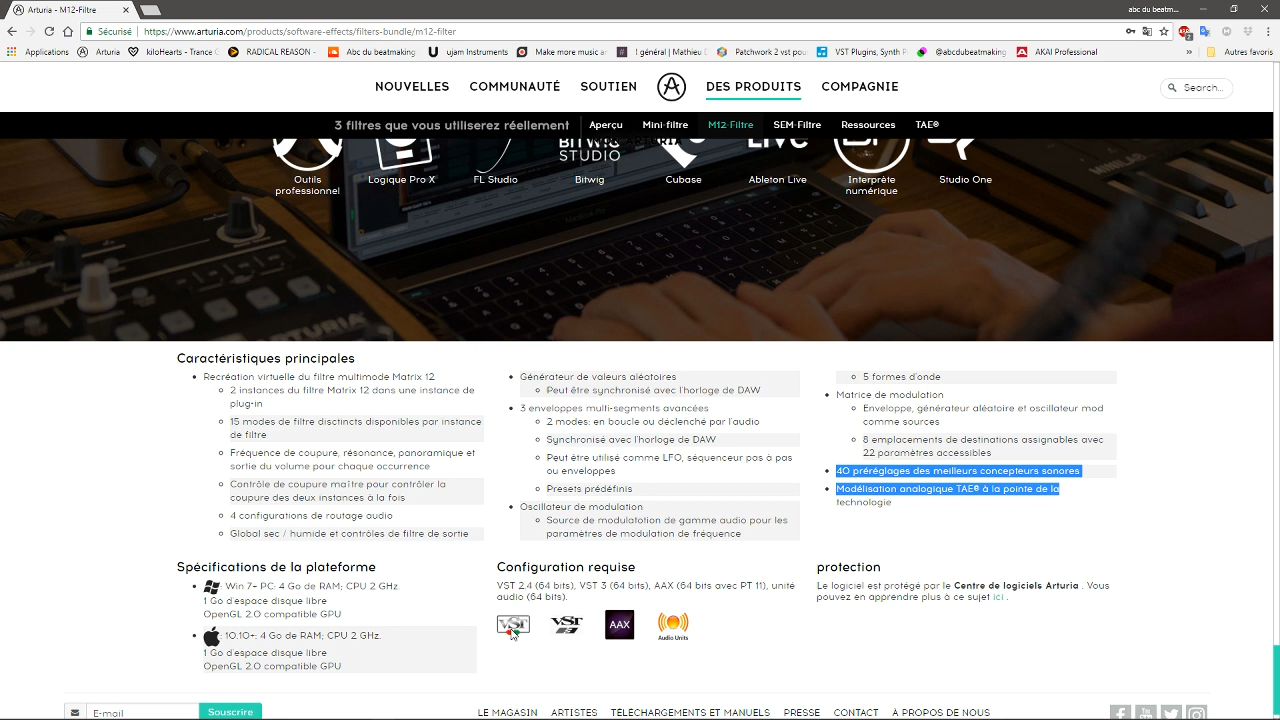 Arturia - M12-Filtre
abc du beatm...
Sécurisé
https://www.arturia.com/products/software-effects/filters-bundle/m12-filter
Applications
Arturia
kiloHearts - Trance G
RADICAL REASON -
Abc du beatmaking
ujam Instruments
Make more music ar
! général | Mathieu D
Patchwork 2 vst pou
VST Plugins, Synth P
@abcdubeatmaking
AKAI Professional
»
Autres favoris
NOUVELLES
COMMUNAUTÉ
SOUTIEN
DES PRODUITS
COMPAGNIE
Search...
3 filtres que vous utiliserez réellement
Aperçu
Mini-filtre
M12-Filtre
SEM-Filtre
Ressources
TAE®
BITWIG
STUDIO
LIVE
Outils
professionnel
Logique Pro X
FL Studio
Bitwig
Cubase
Ableton Live
Interprète
numérique
Studio One
ARTURIA
Caractéristiques principales
Recréation virtuelle du filtre multimode Matrix 12
2 instances du filtre Matrix 12 dans une instance de
plug-in
15 modes de filtre disctincts disponibles par instance
de filtre
Fréquence de coupure, résonance, panoramique et
sortie du volume pour chaque occurrence
Contrôle de coupure maître pour contrôler la
coupure des deux instances à la fois
4 configurations de routage audio
Global sec / humide et contrôles de filtre de sortie
Générateur de valeurs aléatoires
Peut être synchronisé avec l'horloge de DAW
3 enveloppes multi-segments avancées
2 modes: en boucle ou déclenché par l'audio
Synchronisé avec l'horloge de DAW
Peut être utilisé comme LFO, séquenceur pas à pas
ou enveloppes
Presets prédéfinis
Oscillateur de modulation
Source de modulatotion de gamme audio pour les
paramètres de modulation de fréquence
5 formes d'onde
Matrice de modulation
Enveloppe, générateur aléatoire et oscillateur mod
comme sources
8 emplacements de destinations assignables avec
22 paramètres accessibles
40 préréglages des meilleurs concepteurs sonores
Modélisation analogique TAE® à la pointe de la
technologie
Spécifications de la plateforme
: Win 7+ PC: 4 Go de RAM; CPU 2 GHz.
1 Go d'espace disque libre
OpenGL 2.0 compatible GPU
: 10.10+: 4 Go de RAM; CPU 2 GHz.
1 Go d'espace disque libre
OpenGL 2.0 compatible GPU
Configuration requise
VST 2.4 (64 bits), VST 3 (64 bits), AAX (64 bits avec PT 11), unité
audio (64 bits).
VST
VST 3
AAX
Audio Units
protection
Le logiciel est protégé par le Centre de logiciels Arturia . Vous
pouvez en apprendre plus à ce sujet ici .
E-mail
Souscrire
LE MAGASIN
ARTISTES
TÉLÉCHARGEMENTS ET MANUELS
PRESSE
CONTACT
À PROPOS DE NOUS